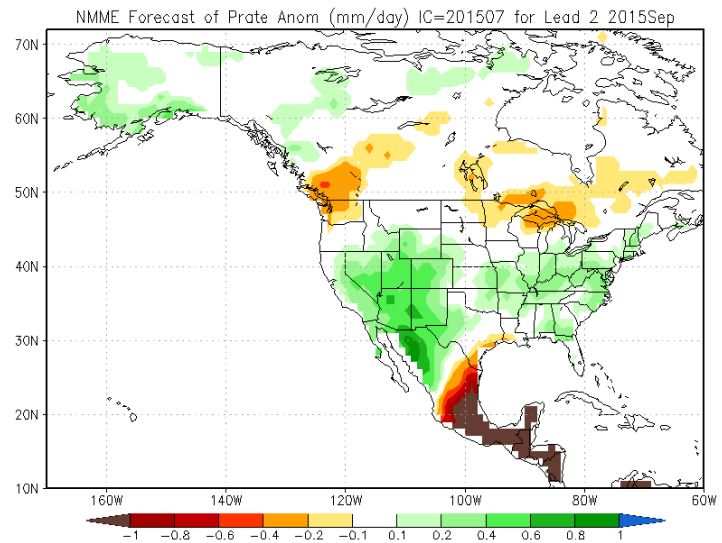 NMME Forecast of Prate Anom (mm/day) IC=201507 for Lead 2 2015Sep
70N
60N
50N
40N
30N
20N
10N
160W 140W 120W 100W 80W 60W
-1 -0.8 -0.6 -0.4 -0.2 -0.1 0.1 0.2 0.4 0.6 0.8 1